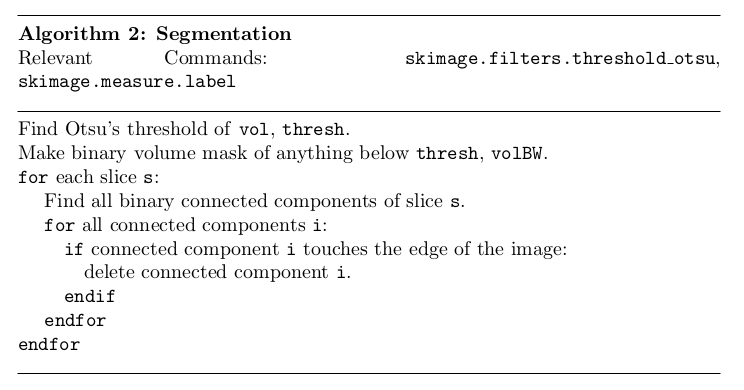 Algorithm 2: Segmentation
Relevant Commands: skimage.filters.threshold_otsu,
skimage.measure.label
Find Otsu's threshold of vol, thresh.
Make binary volume mask of anything below thresh, volBW.
for each slice s:
Find all binary connected components of slice s.
for all connected components i:
if connected component i touches the edge of the image:
delete connected component i.
endif
endfor
endfor